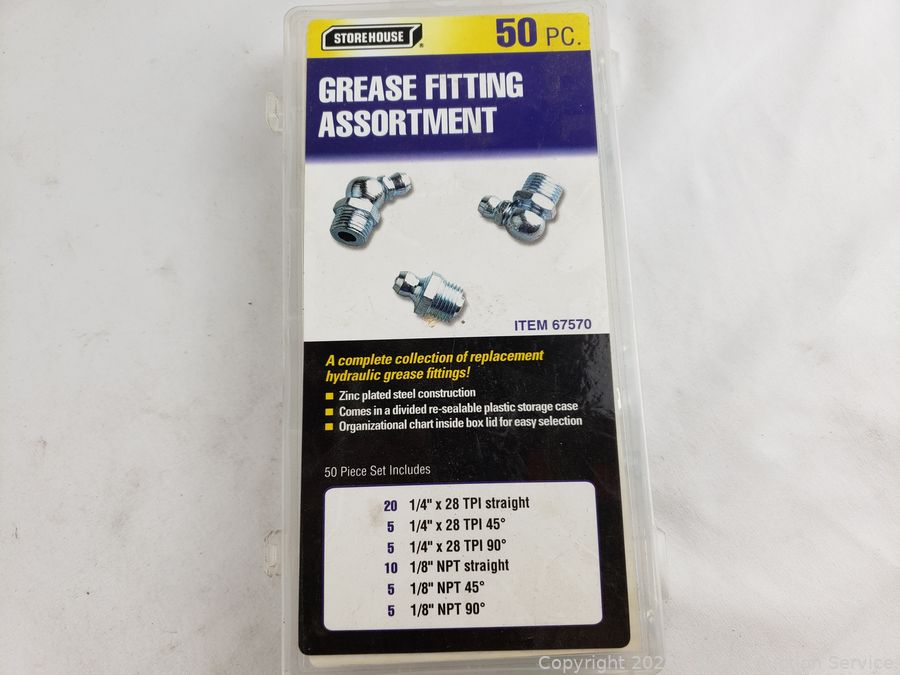 STOREHOUSE®
50 PC.
GREASE FITTING
ASSORTMENT
ITEM 67570
A complete collection of replacement
hydraulic grease fittings!
Zinc plated steel construction
Comes in a divided re-sealable plastic storage case
Organizational chart inside box lid for easy selection
50 Piece Set Includes
20 1/4" x 28 TPI straight
5 1/4" x 28 TPI 45°
5 1/4" x 28 TPI 90°
10 1/8" NPT straight
5 1/8" NPT 45°
5 1/8" NPT 90°
Copyright Service